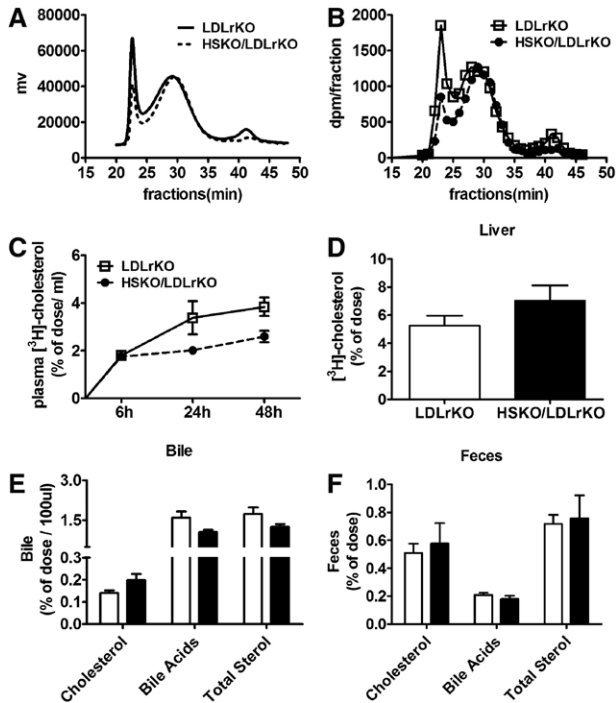 A
LDLrKO
HSKO/LDLrKO
mv
80000
60000
40000
20000
0
15 20 25 30 35 40 45 50
fractions(min)
B
LDLrKO
HSKO/LDLrKO
dpm/fraction
2000
1500
1000
500
0
15 20 25 30 35 40 45 50
fractions(min)
C
LDLrKO
HSKO/LDLrKO
plasma [³H]-cholesterol
(% of dose/ ml)
6
4
2
0
6h 24h 48h
D
Liver
[³H]-cholesterol
(% of dose)
10
8
6
4
2
0
LDLrKO HSKO/LDLrKO
E
Bile
Bile
(% of dose / 100ul)
3.0
1.5
0.3
0.2
0.1
0.0
Cholesterol
Bile Acids
Total Sterol
F
Feces
Feces
(% of dose)
1.0
0.8
0.6
0.4
0.2
0.0
Cholesterol
Bile Acids
Total Sterol